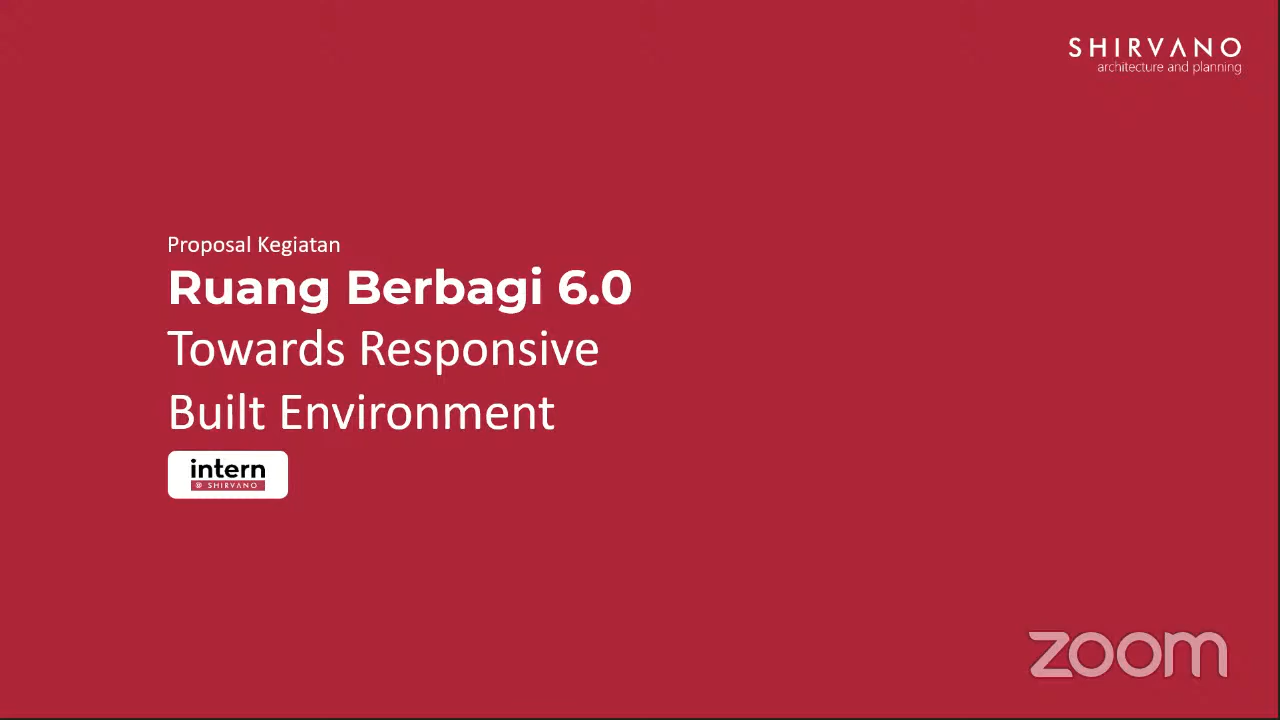 SHIRVANO
architecture and planning
Proposal Kegiatan
Ruang Berbagi 6.0
Towards Responsive
Built Environment
intern
@ SHIRVANO
zoom